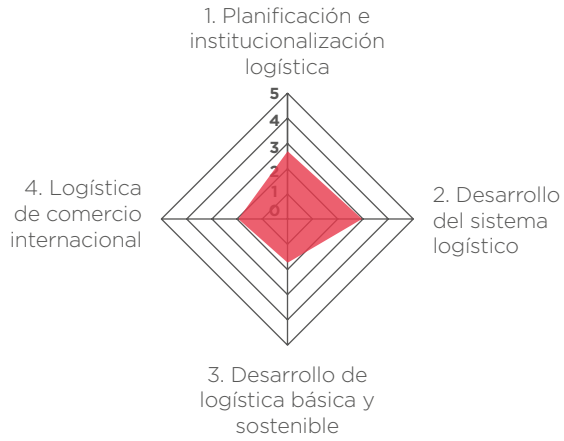 1. Planificación e
institucionalización
logística
5
4
3
2
1
0
4. Logística
de comercio
internacional
2. Desarrollo
del sistema
logístico
3. Desarrollo de
logística básica y
sostenible